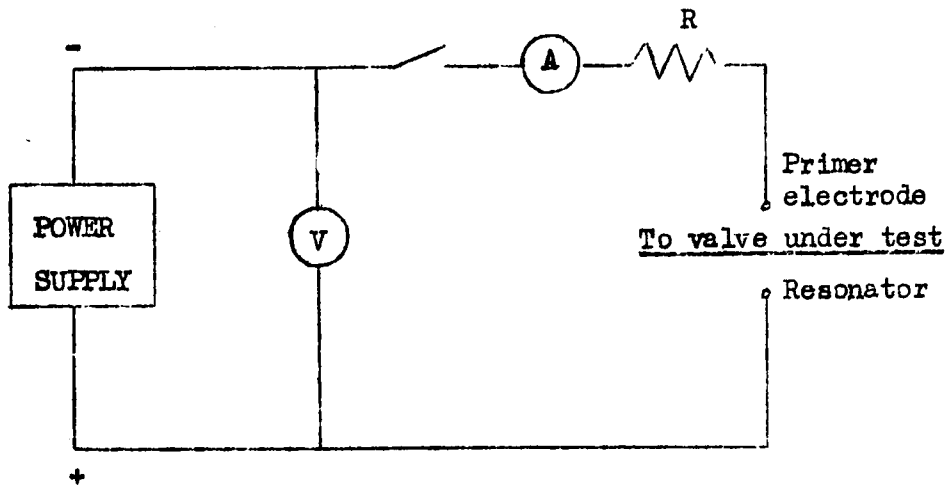 R
-
A
Primer
electrode
POWER
SUPPLY
V
To valve under test
Resonator
+